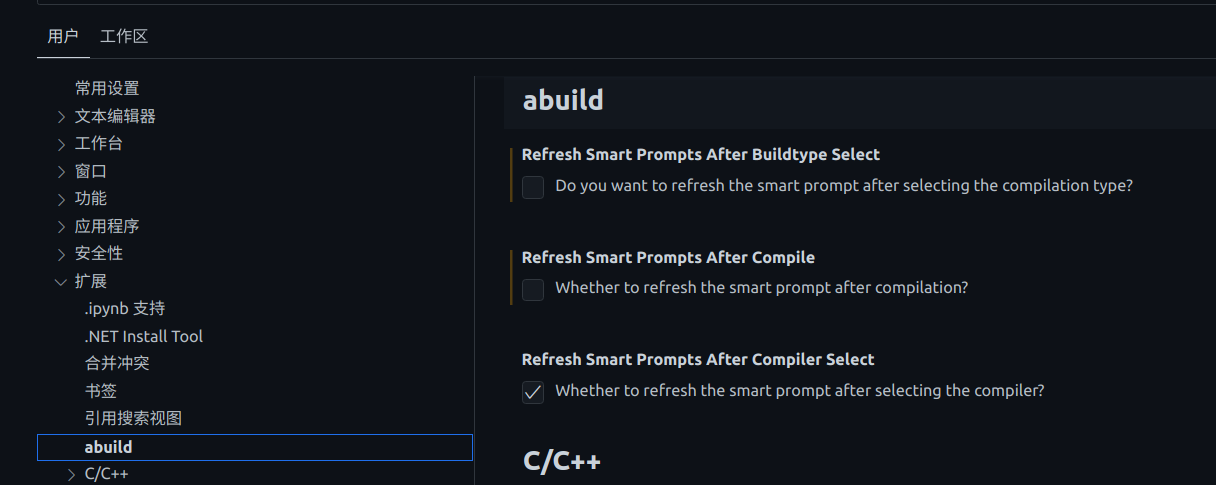 用户 工作区
常用设置
文本编辑器
工作台
窗口
功能
应用程序
安全性
扩展
.ipynb 支持
.NET Install Tool
合并冲突
书签
引用搜索视图
abuild
C/C++
abuild
Refresh Smart Prompts After Buildtype Select
Do you want to refresh the smart prompt after selecting the compilation type?
Refresh Smart Prompts After Compile
Whether to refresh the smart prompt after compilation?
Refresh Smart Prompts After Compiler Select
Whether to refresh the smart prompt after selecting the compiler?
C/C++